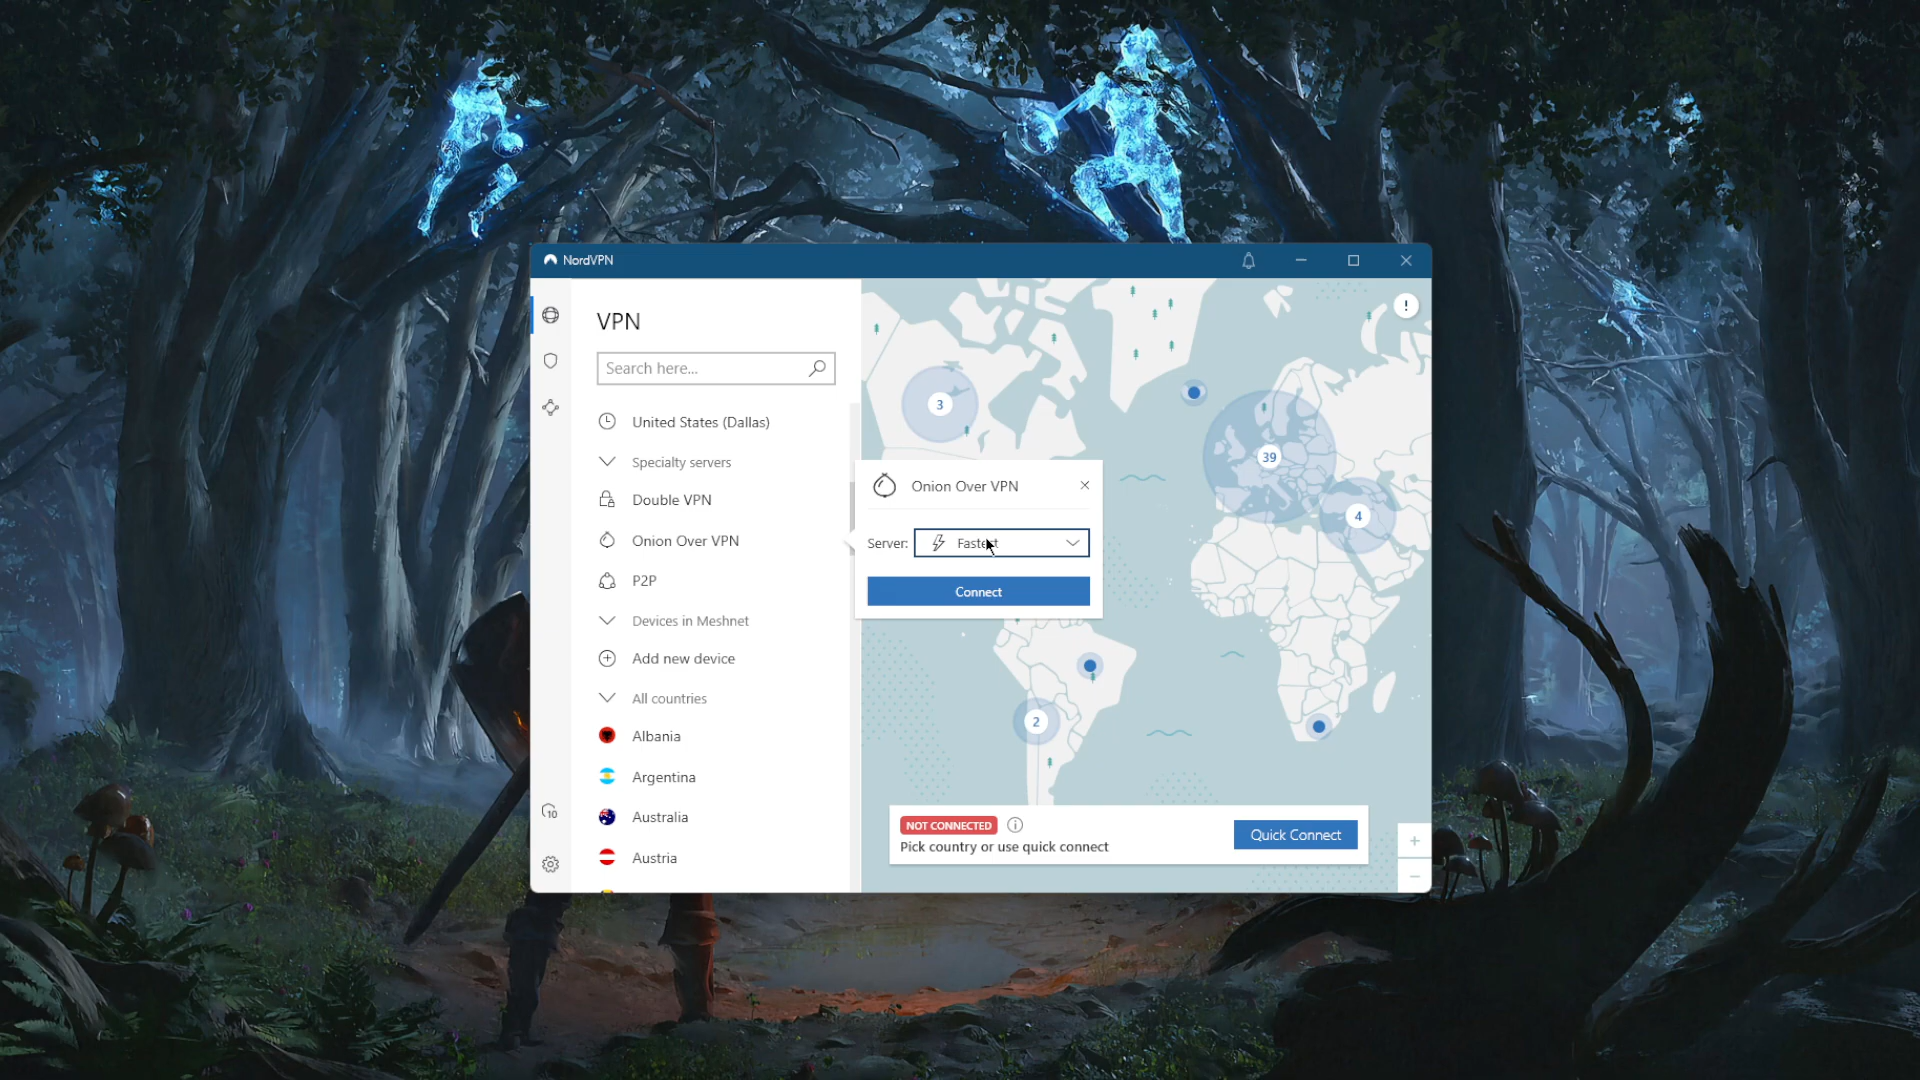 NordVPN
VPN
Search here...
United States (Dallas)
Specialty servers
Double VPN
Onion Over VPN
P2P
Devices in Meshnet
Add new device
All countries
Albania
Argentina
Australia
Austria
10
3
39
4
2
!
Onion Over VPN
Server:
Fastest
Connect
NOT CONNECTED
Pick country or use quick connect
Quick Connect
+
−